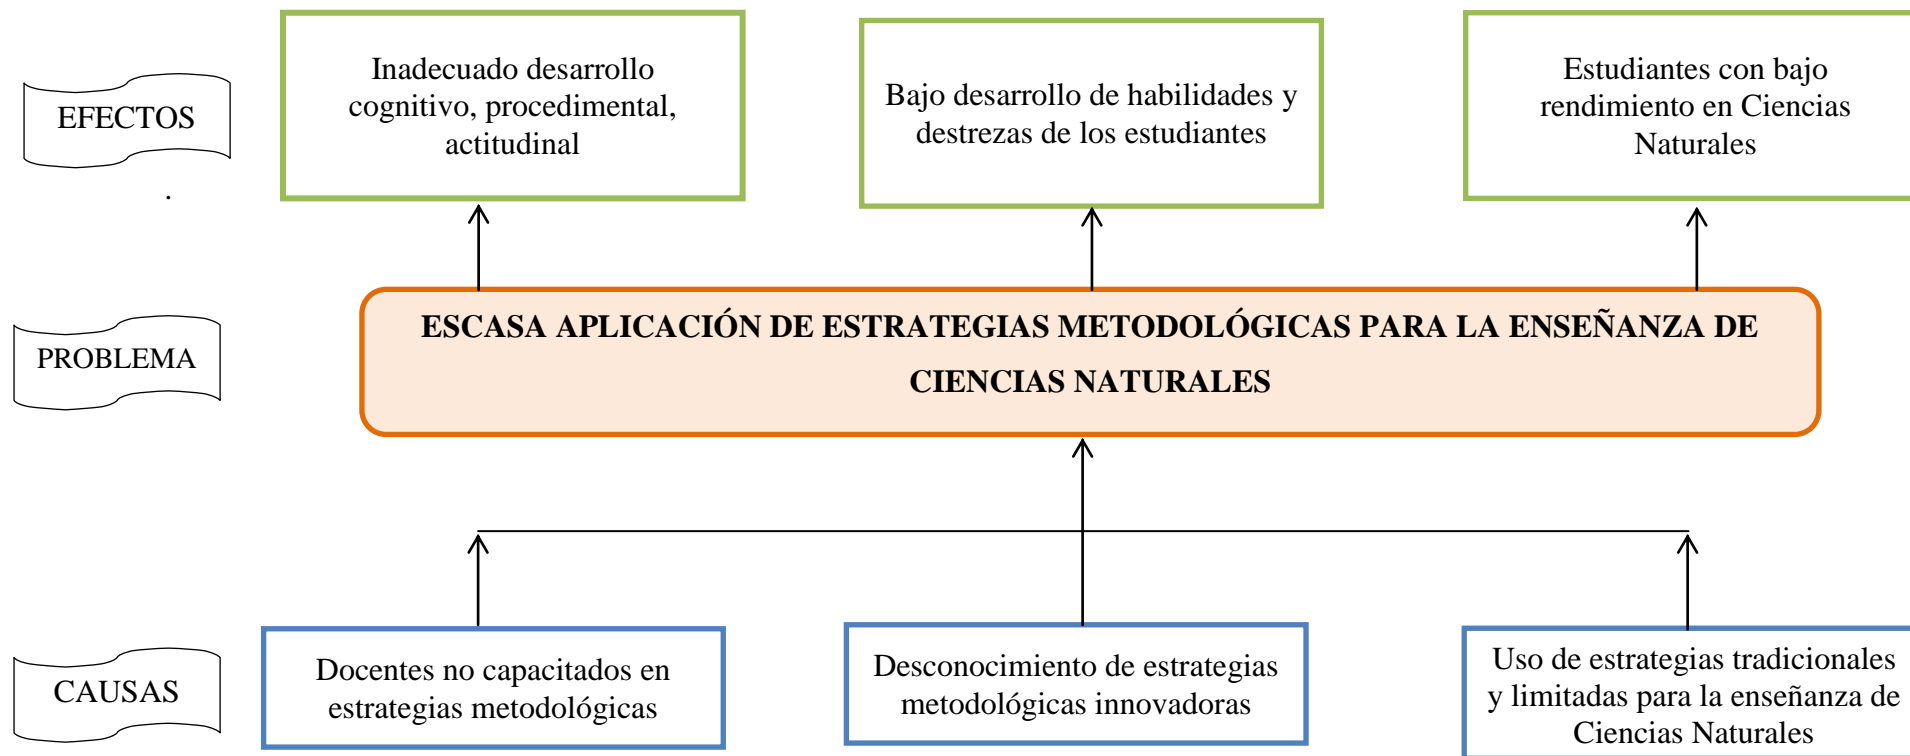 EFECTOS
.
Inadecuado desarrollo
cognitivo, procedimental,
actitudinal
Bajo desarrollo de habilidades y
destrezas de los estudiantes
Estudiantes con bajo
rendimiento en Ciencias
Naturales
PROBLEMA
ESCASA APLICACIÓN DE ESTRATEGIAS METODOLÓGICAS PARA LA ENSEÑANZA DE
CIENCIAS NATURALES
CAUSAS
Docentes no capacitados en
estrategias metodológicas
Desconocimiento de estrategias
metodológicas innovadoras
Uso de estrategias tradicionales
y limitadas para la enseñanza de
Ciencias Naturales